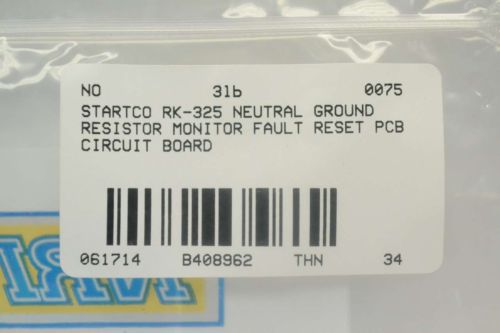 NO 31b 0075
STARTCO RK-325 NEUTRAL GROUND
RESISTOR MONITOR FAULT RESET PCB
CIRCUIT BOARD
061714 B408962 THN 34
MRI